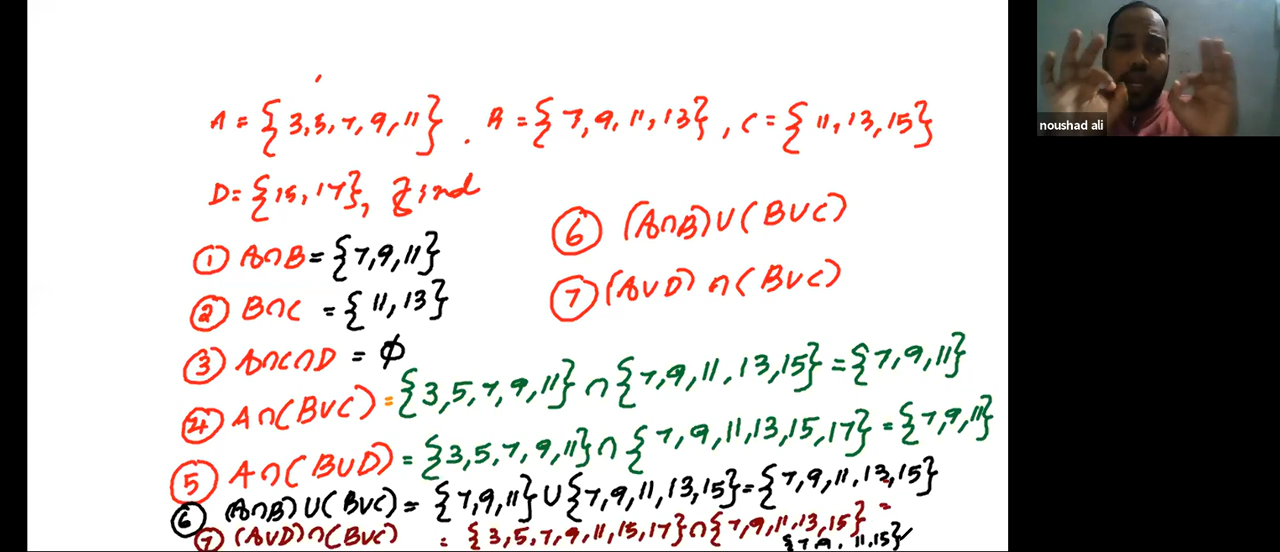 A = {3,5,7,9,11}. B = {7,9,11,13}, C = {11,13,15}
D = {15,17}, find
① A∩B = {7,9,11}
② B∩C = {11,13}
③ A∩C∩D = φ
④ A∩(B∪C) = {3,5,7,9,11} ∩ {7,9,11,13,15} = {7,9,11}
⑤ A∩(B∪D) = {3,5,7,9,11} ∩ {7,9,11,13,15,17} = {7,9,11}
⑥ (A∩B)∪(B∪C)
⑦ (A∪D)∩(B∪C)
⑥ (A∩B)∪(B∪C) = {7,9,11} ∪ {7,9,11,13,15} = {7,9,11,13,15}
⑦ (A∪D)∩(B∪C) = {3,5,7,9,11,15,17} ∩ {7,9,11,13,15} =
{7,9,11,15}
noushad ali